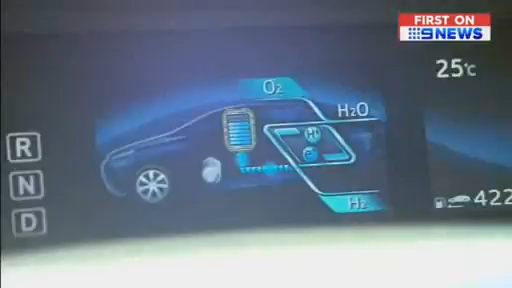 FIRST ON
9NEWS
25°C
O₂
H₂O
H⁺
e⁻
R
N
D
H₂
422